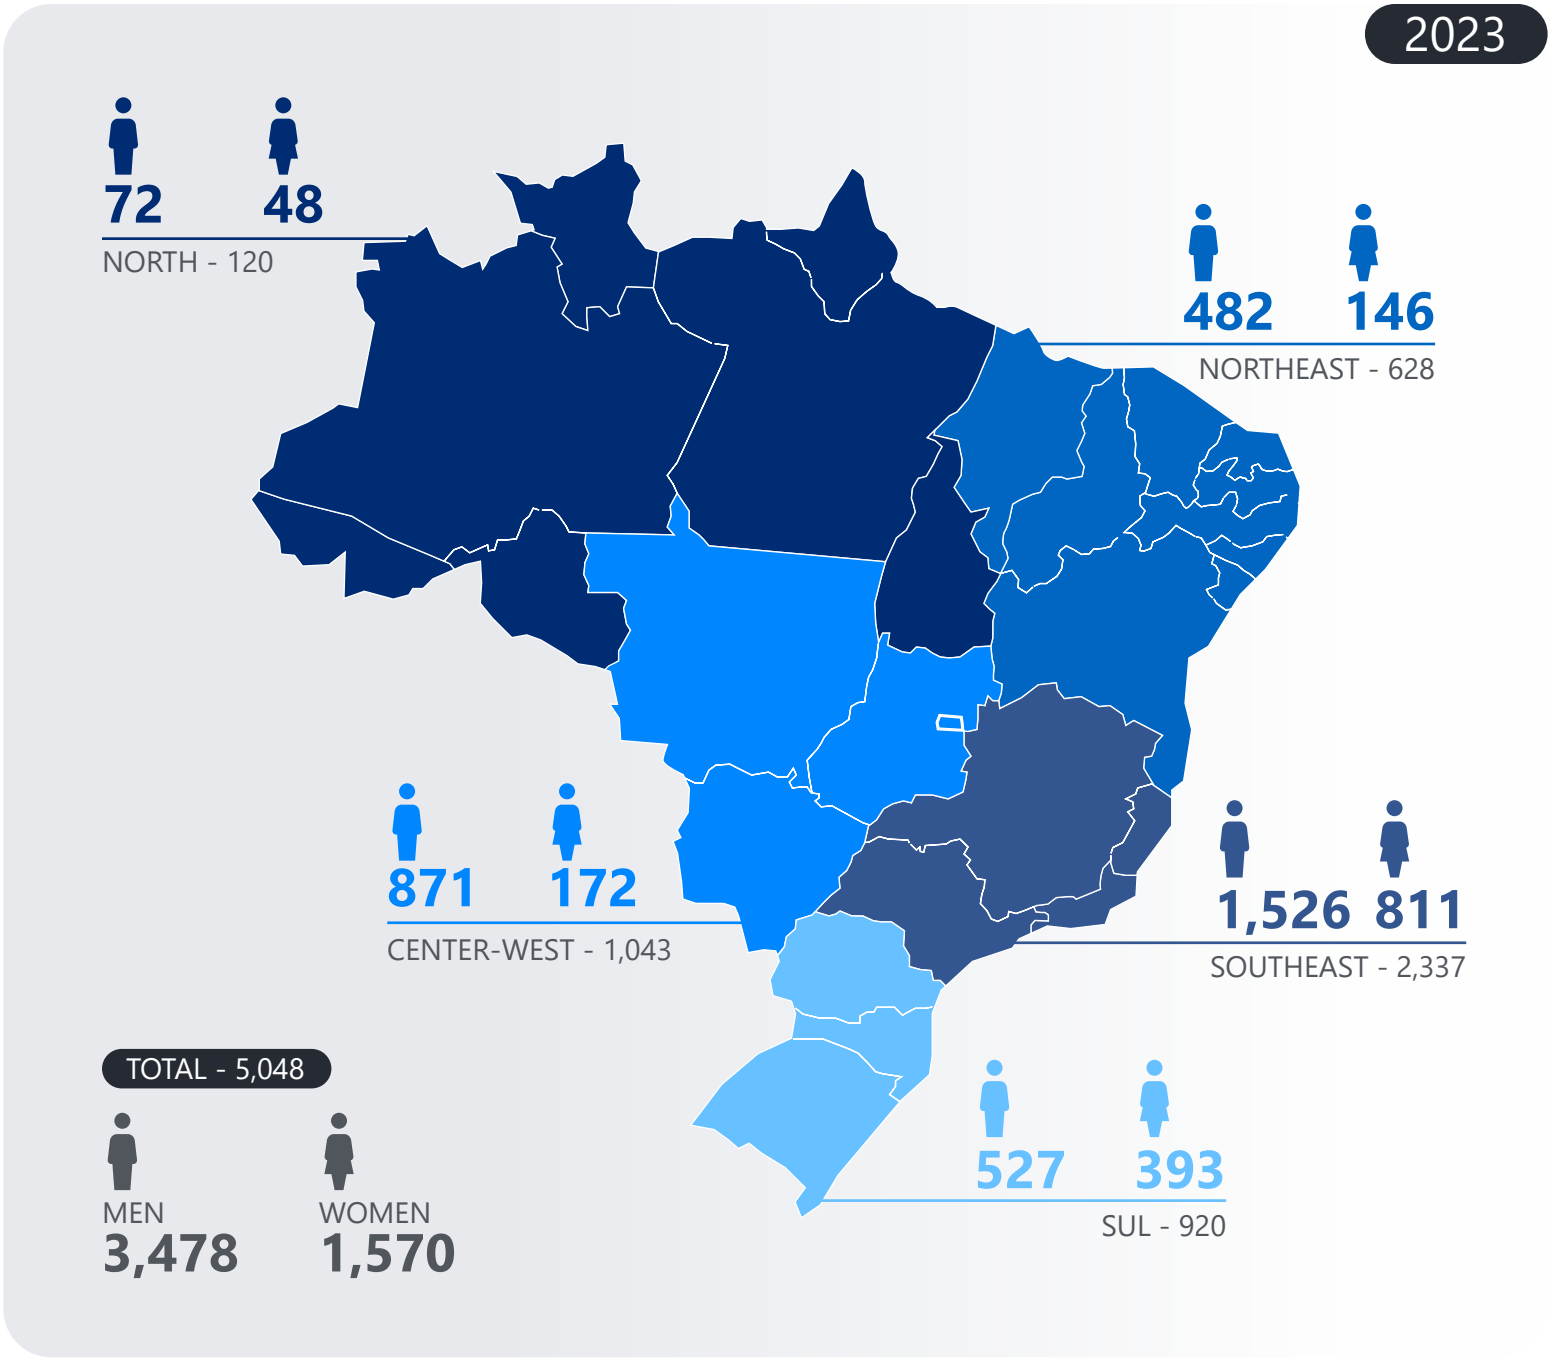 2023
72 48
NORTH - 120
482 146
NORTHEAST - 628
871 172
CENTER-WEST - 1,043
1,526 811
SOUTHEAST - 2,337
TOTAL - 5,048
MEN WOMEN
3,478 1,570
527 393
SUL - 920